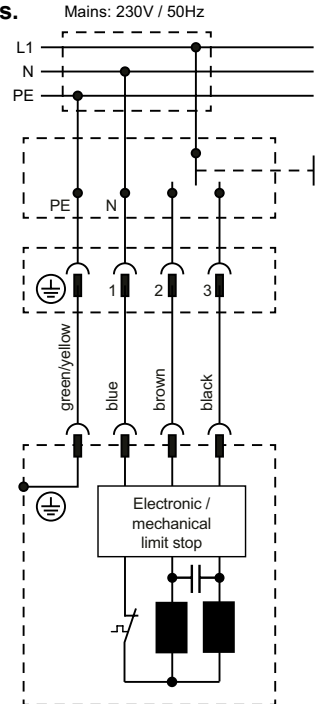 s.
Mains: 230V / 50Hz
L1
N
PE
PE N
1 2 3
green/yellow
blue
brown
black
Electronic /
mechanical
limit stop